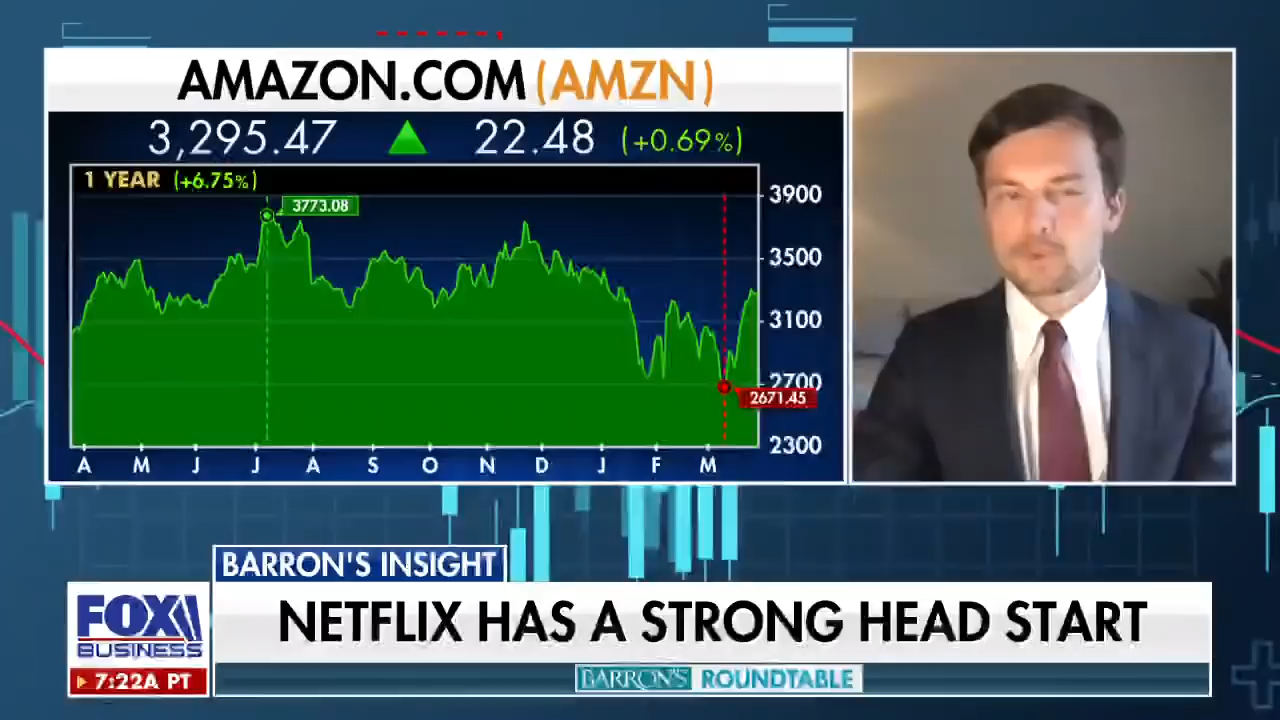 AMAZON.COM (AMZN)
3,295.47 ▲ 22.48 (+0.69%)
1 YEAR (+6.75%)
3773.08
3900
3500
3100
2700
2671.45
2300
A M J J A S O N D J F M
BARRON'S INSIGHT
NETFLIX HAS A STRONG HEAD START
FOX
BUSINESS
7:22A PT
BARRON'S ROUNDTABLE